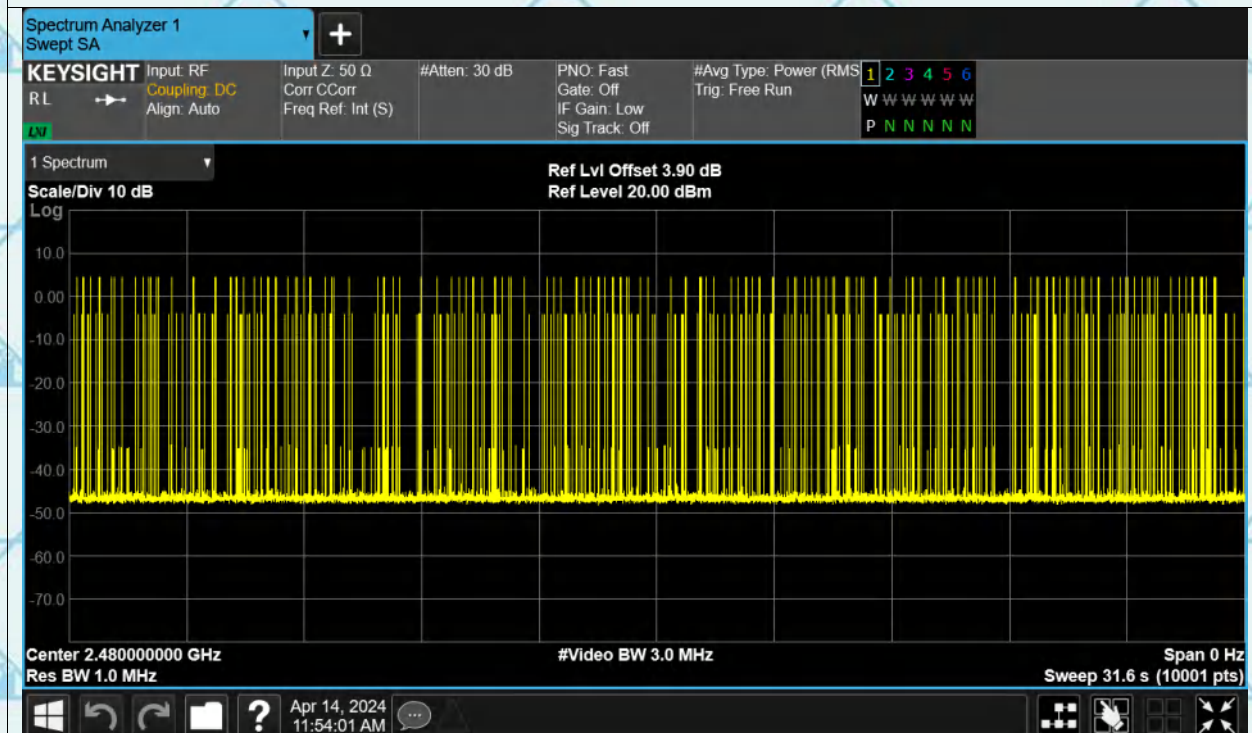 Spectrum Analyzer 1
Swept SA
+
KEYSIGHT
RL
LXI
Input: RF
Coupling: DC
Align: Auto
Input Z: 50 Ω
Corr CCorr
Freq Ref: Int (S)
#Atten: 30 dB
PNO: Fast
Gate: Off
IF Gain: Low
Sig Track: Off
#Avg Type: Power (RMS
Trig: Free Run
1 2 3 4 5 6
W W W W W W
P N N N N N
1 Spectrum
Scale/Div 10 dB
Ref Lvl Offset 3.90 dB
Ref Level 20.00 dBm
Log
10.0
0.00
-10.0
-20.0
-30.0
-40.0
-50.0
-60.0
-70.0
Center 2.480000000 GHz
#Video BW 3.0 MHz
Span 0 Hz
Res BW 1.0 MHz
Sweep 31.6 s (10001 pts)
?
Apr 14, 2024
11:54:01 AM